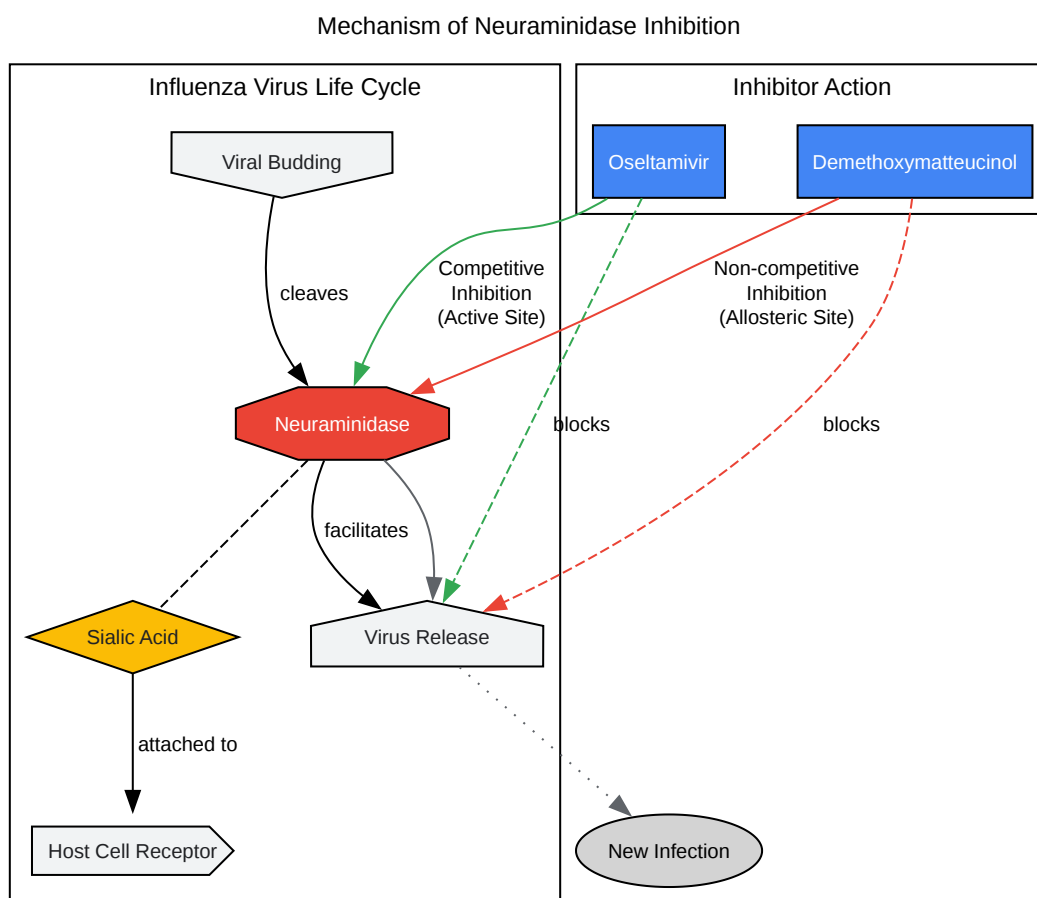 Mechanism of Neuraminidase Inhibition
Influenza Virus Life Cycle
Inhibitor Action
Viral Budding
Oseltamivir
Demethoxymatteucinol
cleaves
Competitive
Inhibition
(Active Site)
Non-competitive
Inhibition
(Allosteric Site)
Neuraminidase
blocks
blocks
facilitates
Sialic Acid
Virus Release
attached to
Host Cell Receptor
New Infection